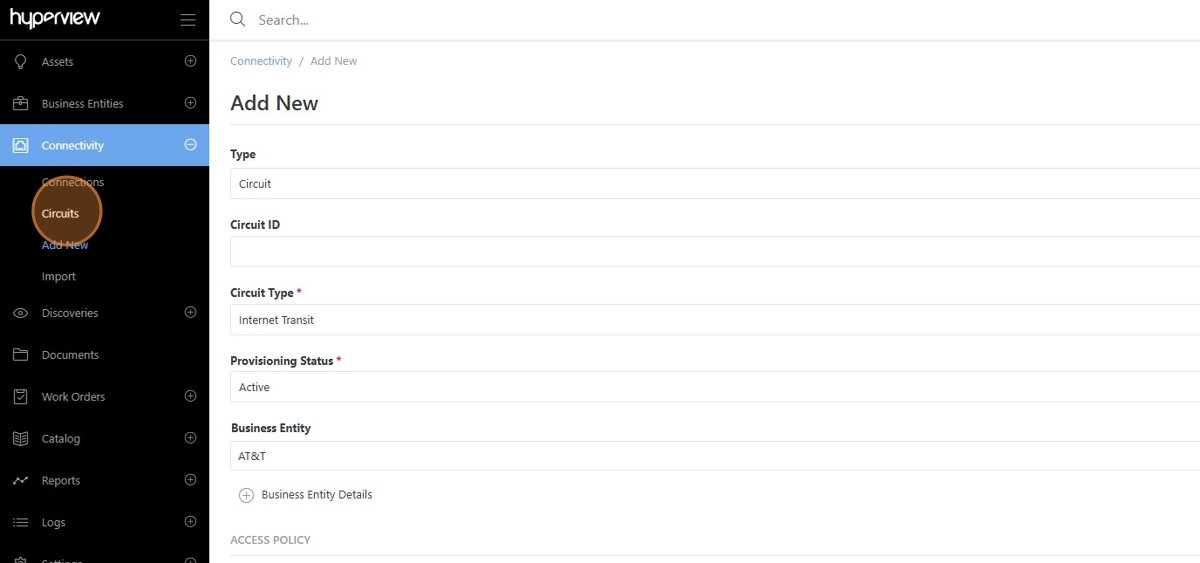 hyperview
Search...
Assets
Business Entities
Connectivity
Connections
Circuits
Add New
Import
Discoveries
Documents
Work Orders
Catalog
Reports
Logs
Settings
Connectivity / Add New
Add New
Type
Circuit
Circuit ID
Circuit Type *
Internet Transit
Provisioning Status *
Active
Business Entity
AT&T
Business Entity Details
ACCESS POLICY